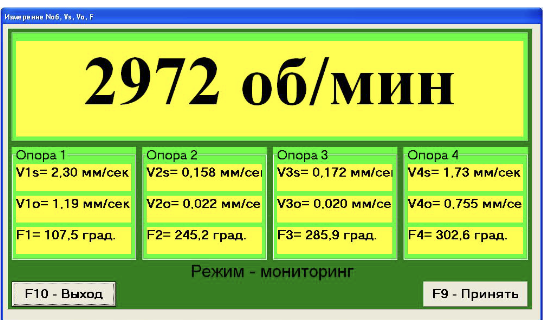 Измерение Nоб, Vs, Vo, F
2972 об/мин
Опора 1
V1s= 2,30 мм/сек
V1o= 1,19 мм/сек
F1= 107,5 град.
Опора 2
V2s= 0,158 мм/сек
V2o= 0,022 мм/се
F2= 245,2 град.
Опора 3
V3s= 0,172 мм/сек
V3o= 0,020 мм/се
F3= 285,9 град.
Опора 4
V4s= 1,73 мм/сек
V4o= 0,755 мм/се
F4= 302,6 град.
Режим - мониторинг
F10 - Выход
F9 - Принять